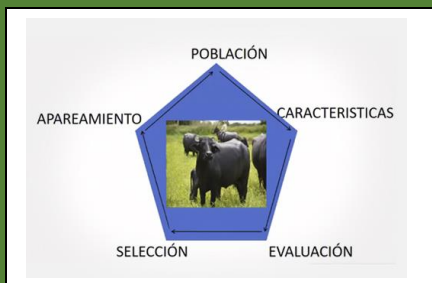 POBLACIÓN
APAREAMIENTO
CARACTERISTICAS
SELECCIÓN
EVALUACIÓN